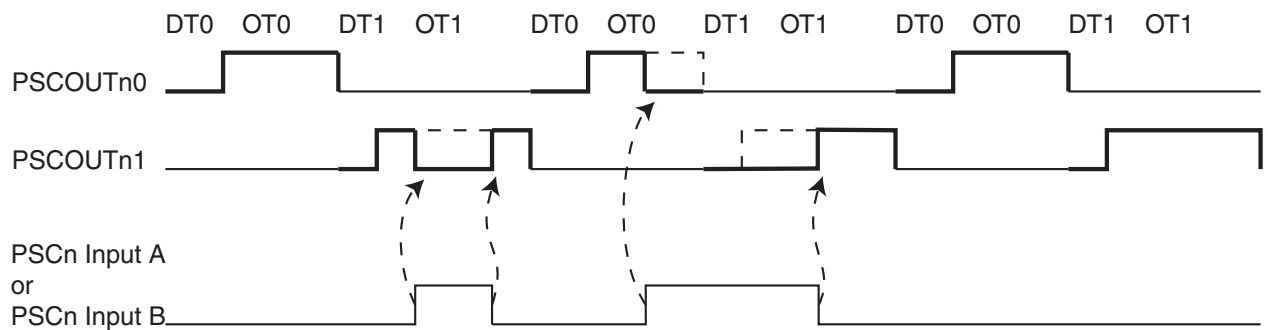 DT0 OT0 DT1 OT1 DT0 OT0 DT1 OT1 DT0 OT0 DT1 OT1
PSCOUTn0
PSCOUTn1
PSCn Input A
or
PSCn Input B